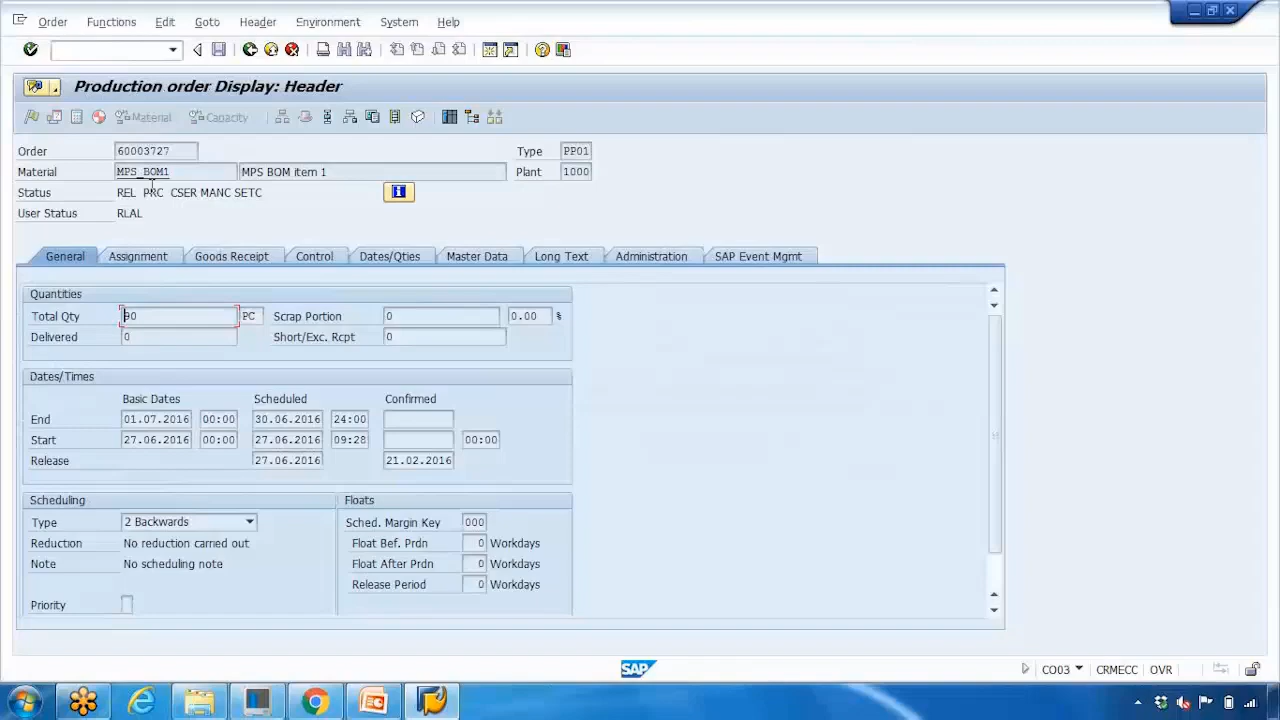 Order Functions Edit Goto Header Environment System Help
Production order Display: Header
Material Capacity
Order 60003727 Type PP01
Material MPS_BOM1 MPS BOM item 1 Plant 1000
Status REL PRC CSER MANC SETC
User Status RLAL
General Assignment Goods Receipt Control Dates/Qties Master Data Long Text Administration SAP Event Mgmt
Quantities
Total Qty 90 PC Scrap Portion 0 0.00 %
Delivered 0 Short/Exc. Rcpt 0
Dates/Times
Basic Dates Scheduled Confirmed
End 01.07.2016 00:00 30.06.2016 24:00
Start 27.06.2016 00:00 27.06.2016 09:28 00:00
Release 27.06.2016 21.02.2016
Scheduling Floats
Type 2 Backwards Sched. Margin Key 000
Reduction No reduction carried out Float Bef. Prdn 0 Workdays
Note No scheduling note Float After Prdn 0 Workdays
Release Period 0 Workdays
Priority
SAP CO03 CRMECC OVR